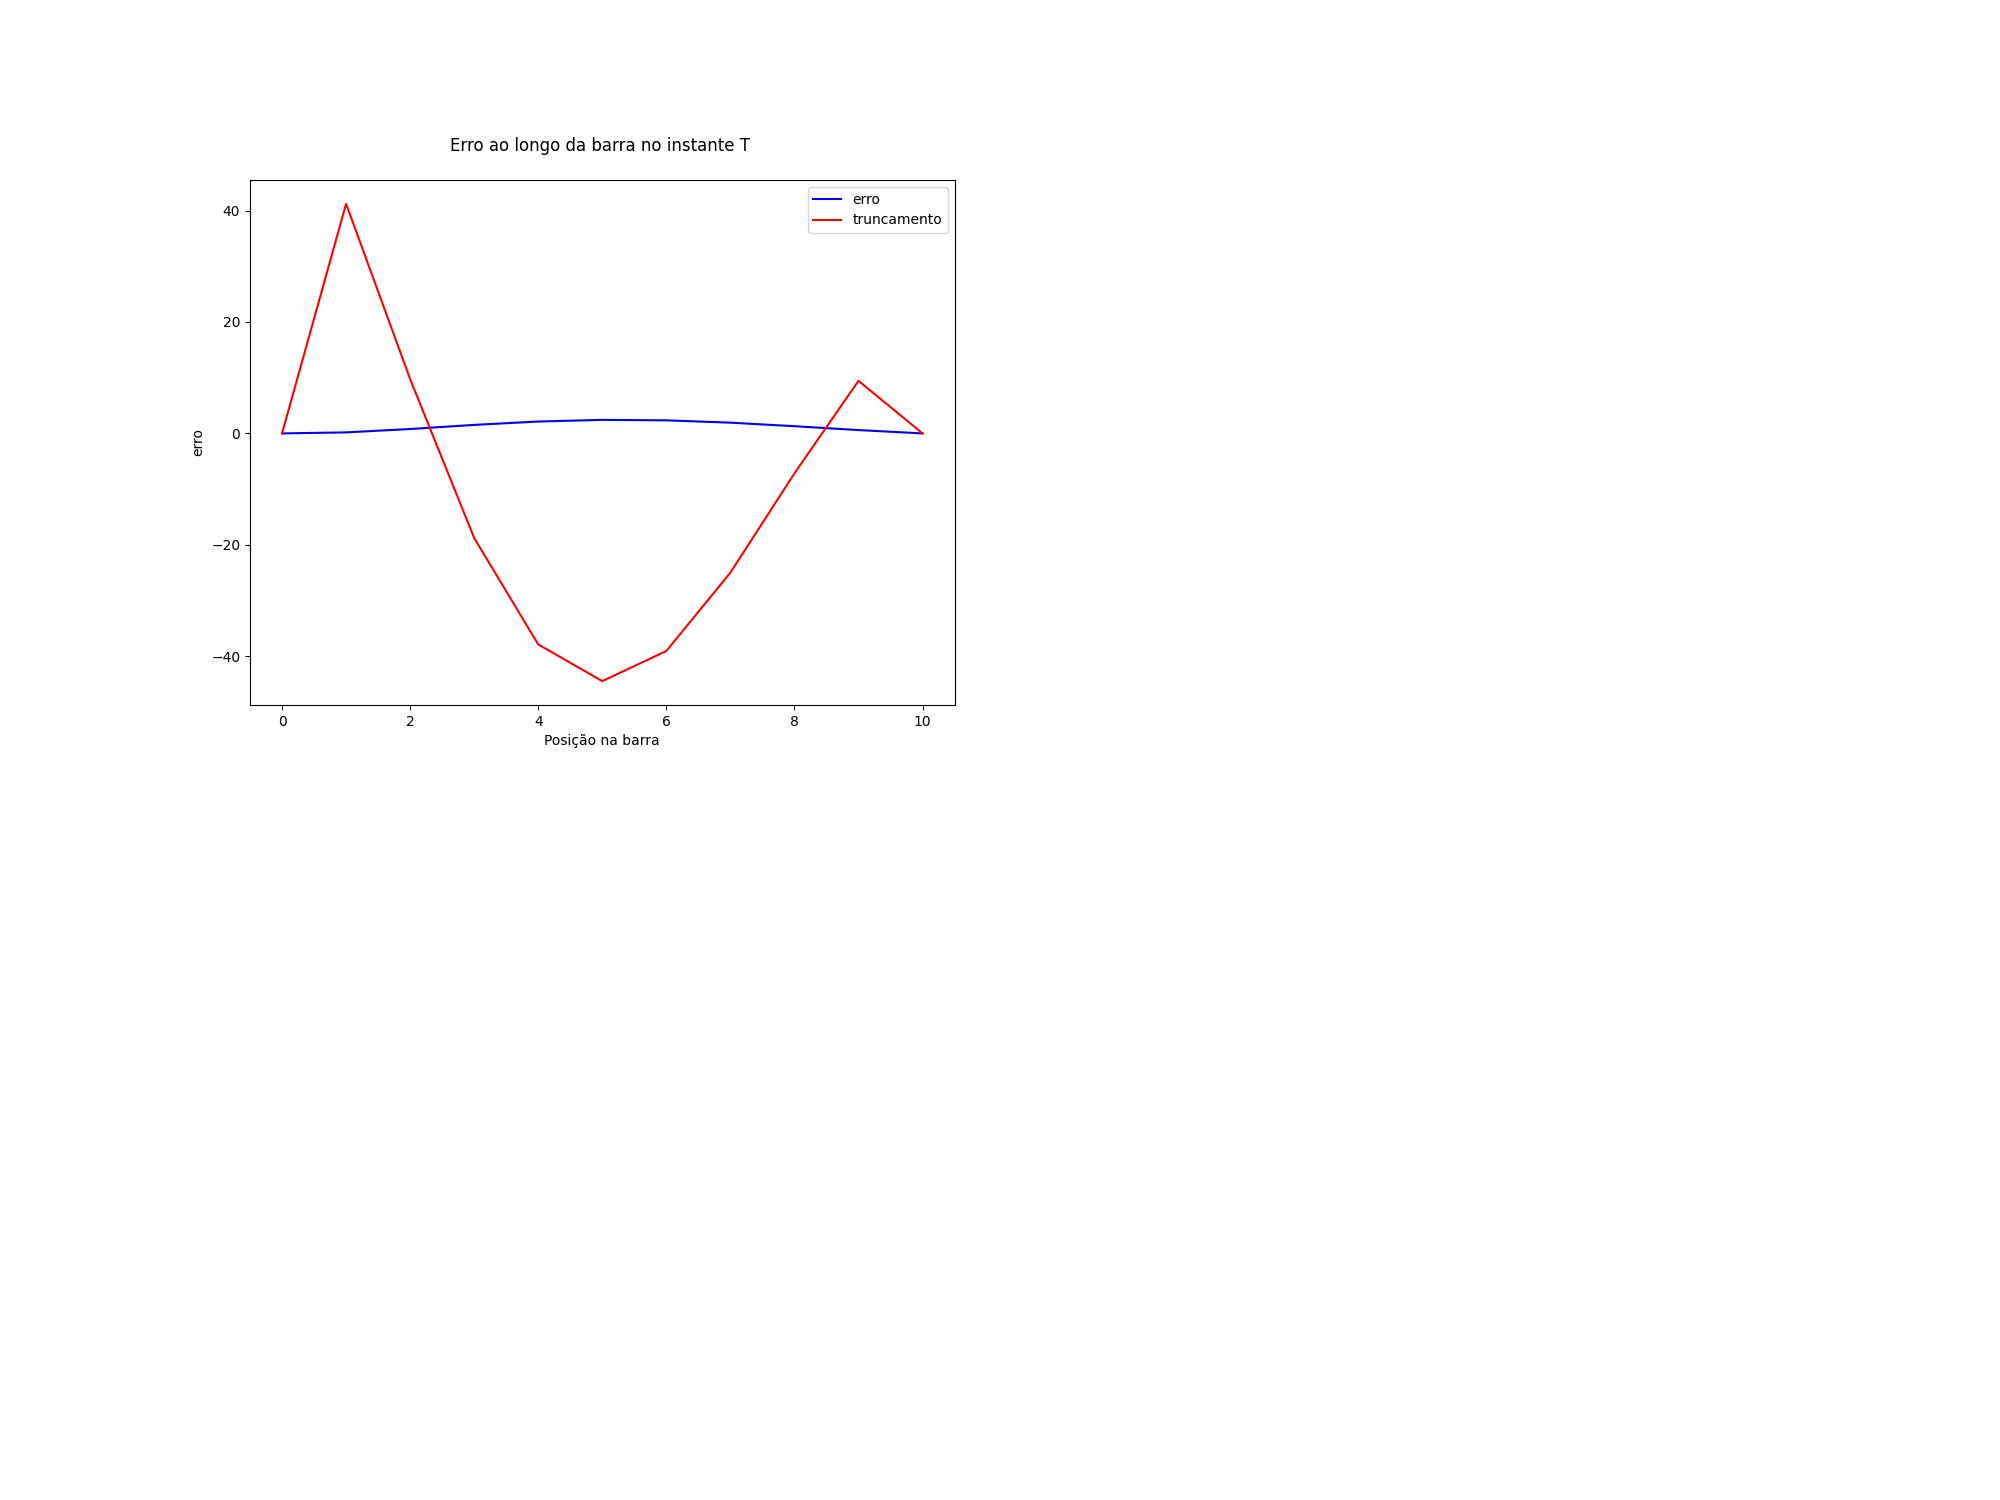 Erro ao longo da barra no instante T
erro
truncamento
40
20
0
−20
−40
erro
0 2 4 6 8 10
Posição na barra